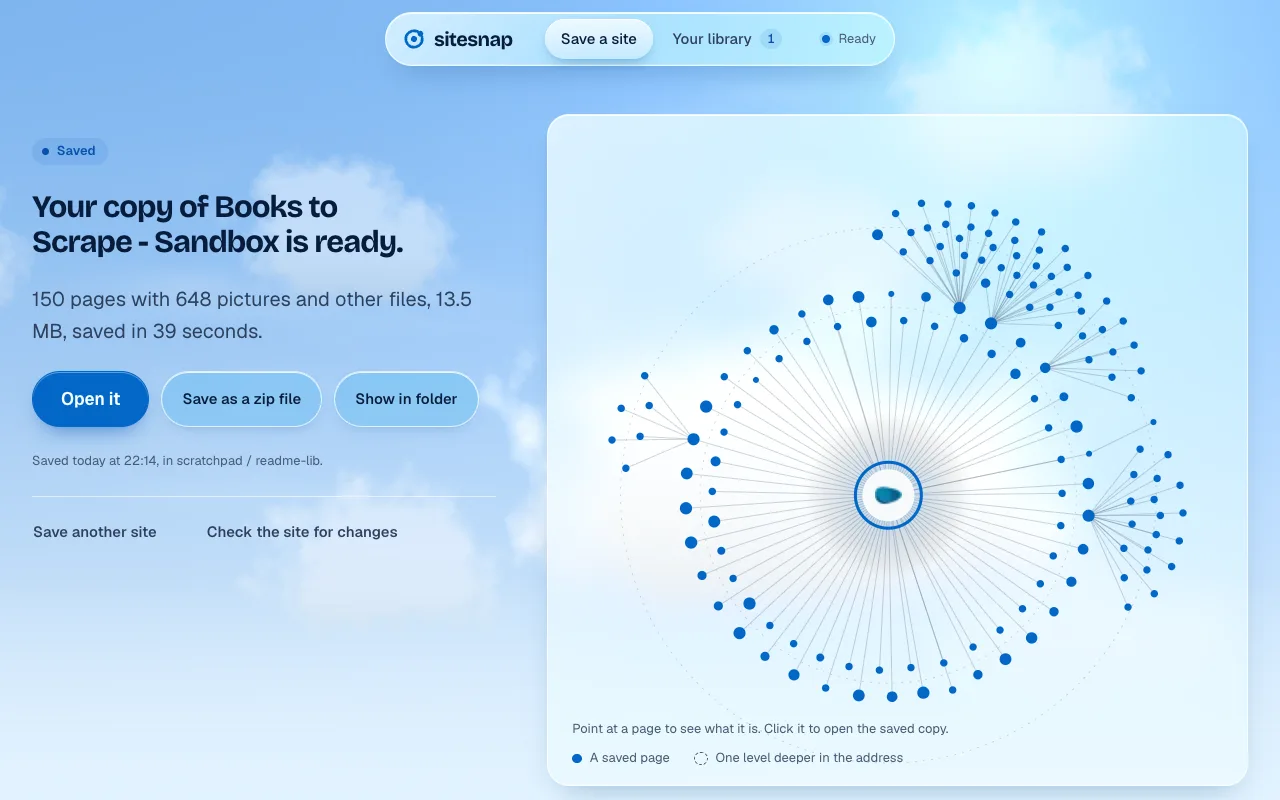 sitesnap
Save a site
Your library 1
Ready
Saved
Your copy of Books to
Scrape - Sandbox is ready.
150 pages with 648 pictures and other files, 13.5
MB, saved in 39 seconds.
Open it
Save as a zip file
Show in folder
Saved today at 22:14, in scratchpad / readme-lib.
Save another site
Check the site for changes
Point at a page to see what it is. Click it to open the saved copy.
A saved page
One level deeper in the address